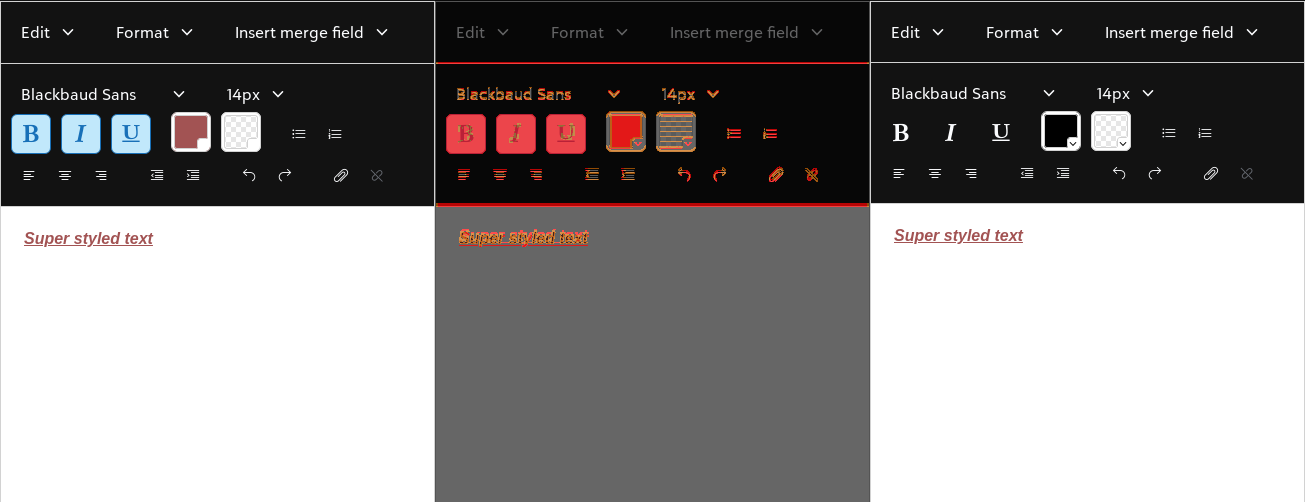 Edit Format Insert merge field
Blackbaud Sans 14px
B I U
Super styled text
Edit Format Insert merge field
Blackbaud Sans 14px
B I U
Super styled text
Edit Format Insert merge field
Blackbaud Sans 14px
B I U
Super styled text